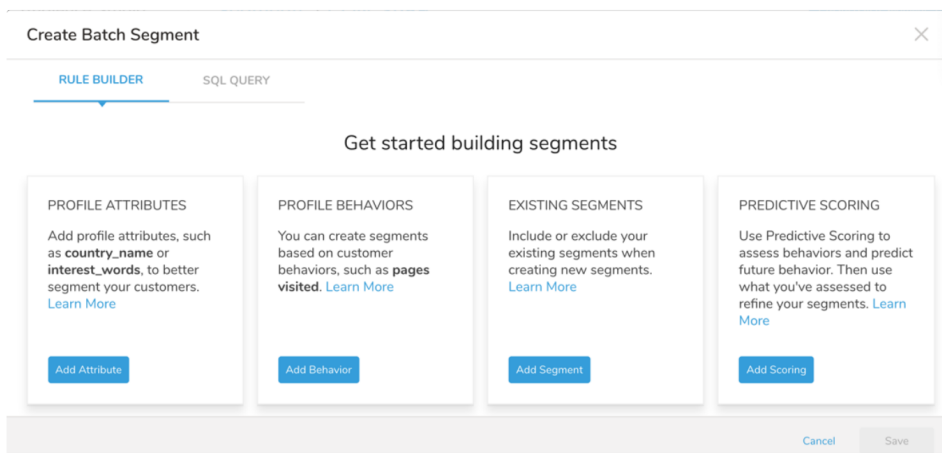 Create Batch Segment
RULE BUILDER
SQL QUERY
Get started building segments
PROFILE ATTRIBUTES
Add profile attributes, such
as country_name or
interest_words, to better
segment your customers.
Learn More
Add Attribute
PROFILE BEHAVIORS
You can create segments
based on customer
behaviors, such as pages
visited. Learn More
Add Behavior
EXISTING SEGMENTS
Include or exclude your
existing segments when
creating new segments.
Learn More
Add Segment
PREDICTIVE SCORING
Use Predictive Scoring to
assess behaviors and predict
future behavior. Then use
what you've assessed to
refine your segments. Learn
More
Add Scoring
Cancel
Save